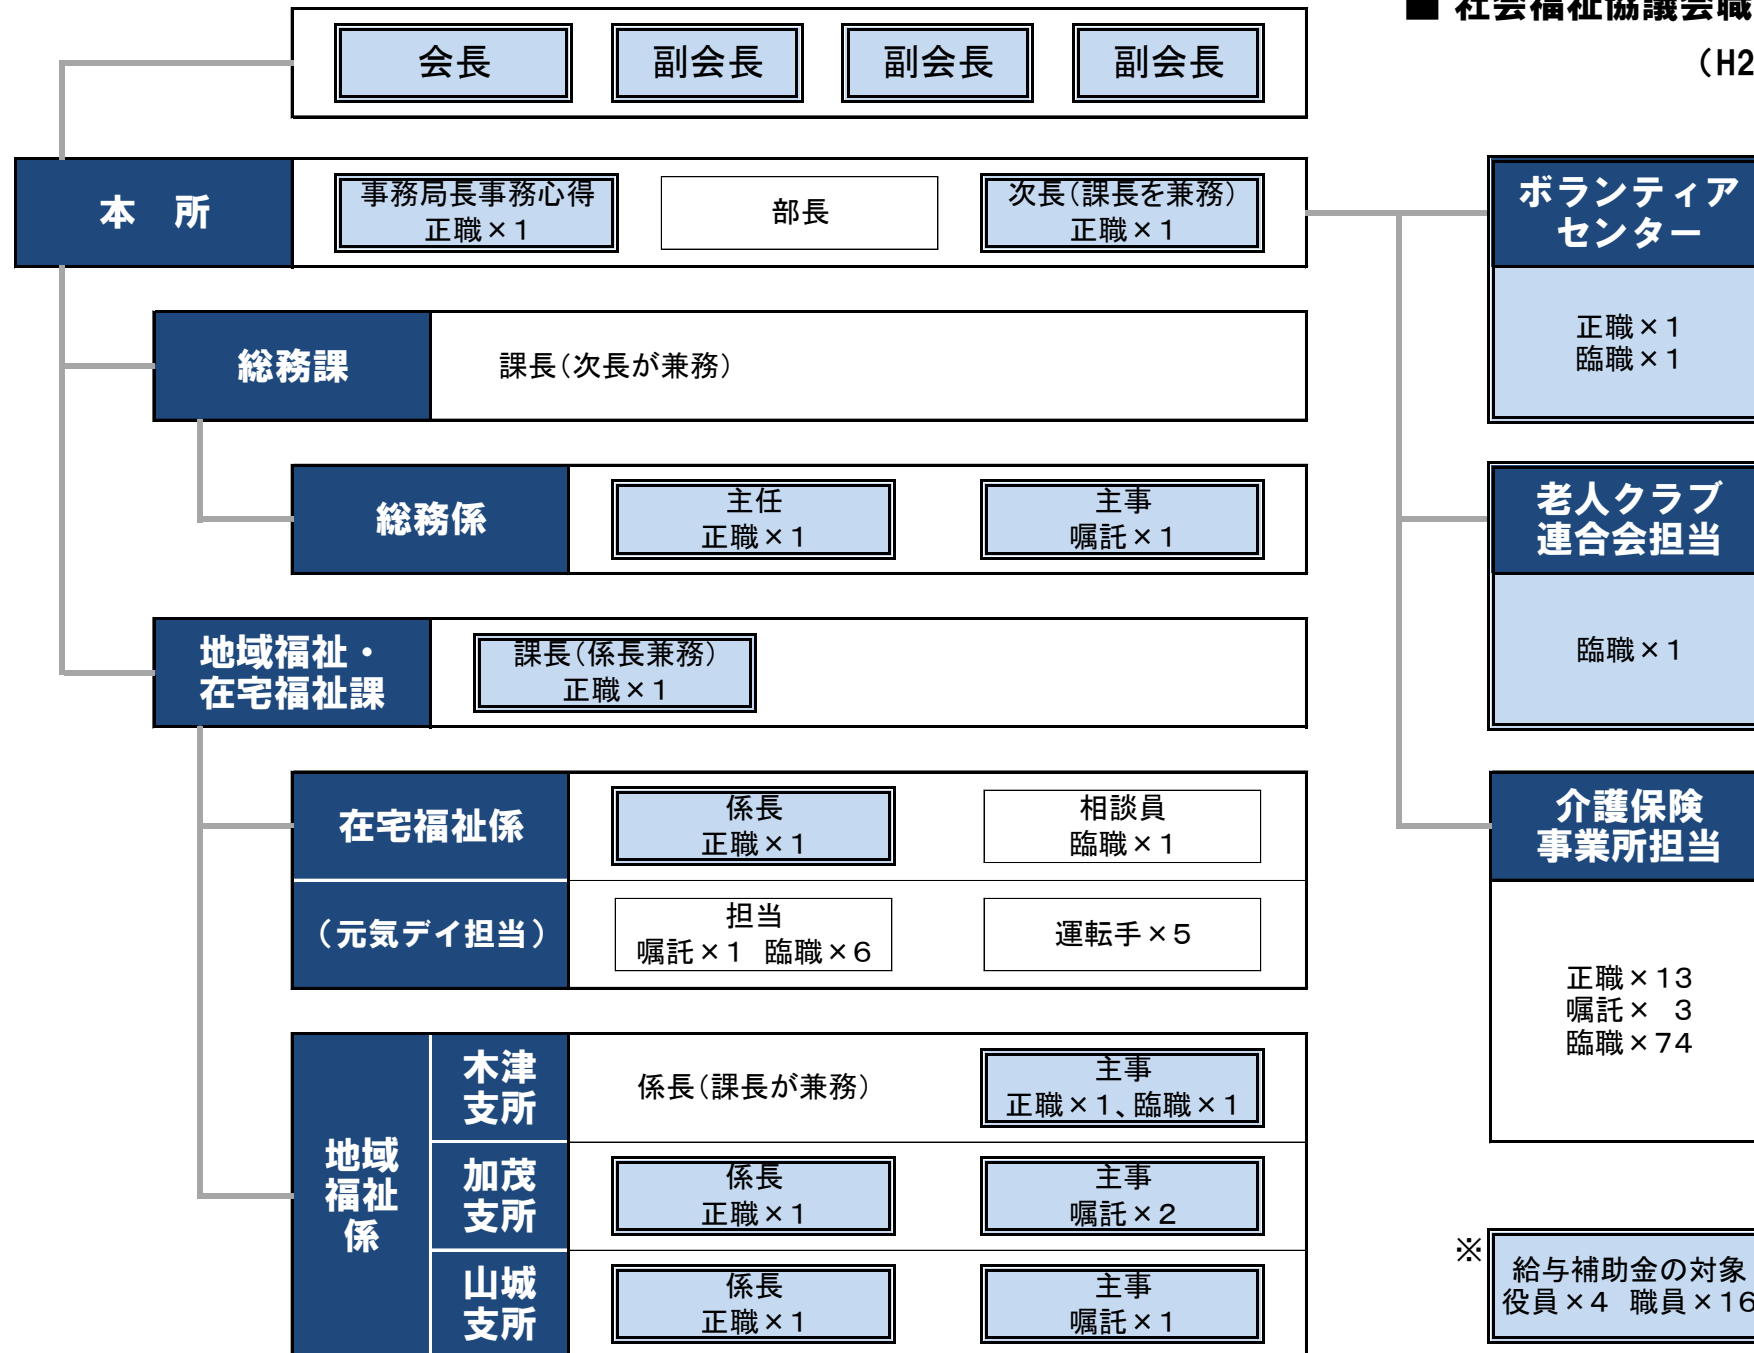 ■ 社会福祉協議会職
（H2
会長
副会長
副会長
副会長
本　所
事務局長事務心得
正職×１
部長
次長（課長を兼務）
正職×１
総務課
課長（次長が兼務）
総務係
主任
正職×１
主事
嘱託×１
地域福祉・
在宅福祉課
課長（係長兼務）
正職×１
在宅福祉係
係長
正職×１
相談員
臨職×１
（元気デイ担当）
担当
嘱託×１　臨職×６
運転手×５
地域
福祉
係
木津
支所
係長（課長が兼務）
主事
正職×１、臨職×１
加茂
支所
係長
正職×１
主事
嘱託×２
山城
支所
係長
正職×１
主事
嘱託×１
ボランティア
センター
正職×１
臨職×１
老人クラブ
連合会担当
臨職×１
介護保険
事業所担当
正職×13
嘱託×　3
臨職×74
※
給与補助金の対象
役員×４　職員×16